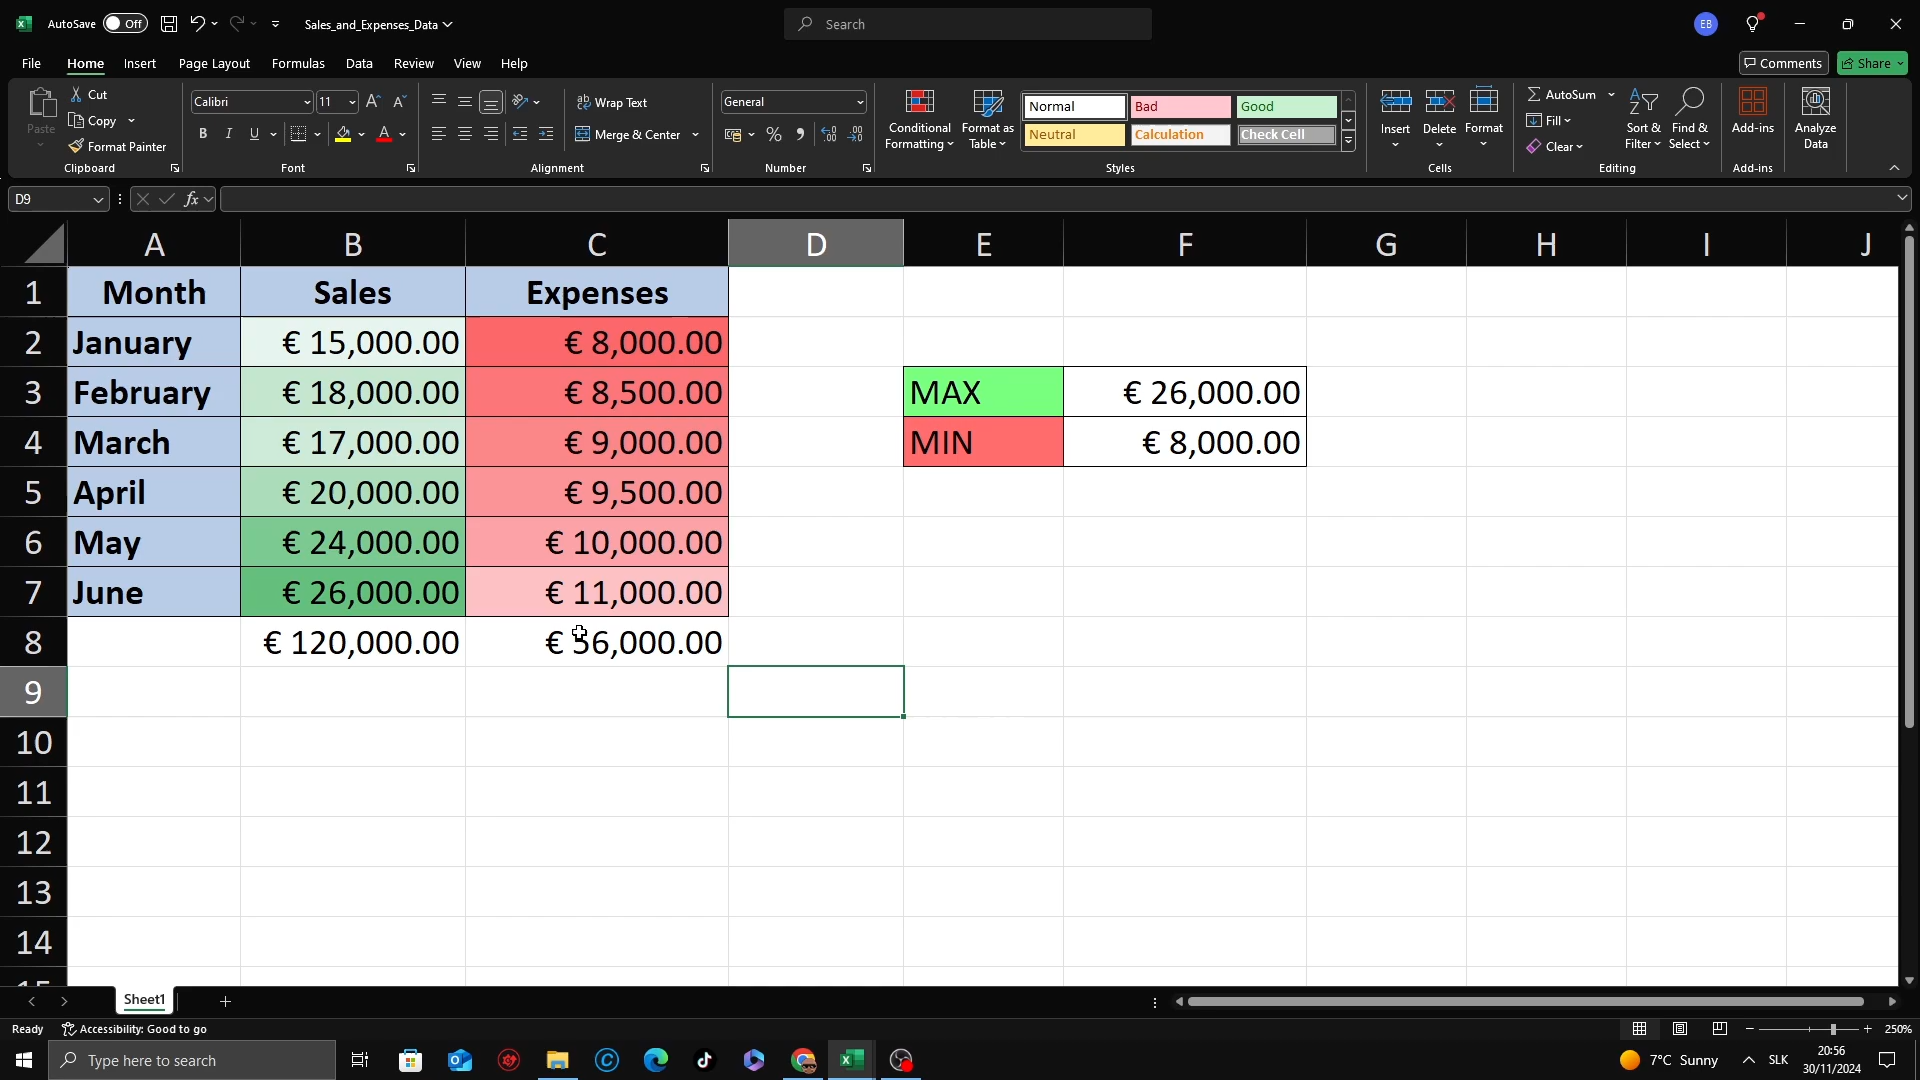 AutoSave Off Sales_and_Expenses_Data Search EB
File Home Insert Page Layout Formulas Data Review View Help Comments Share
Paste Cut Copy Format Painter Clipboard
Calibri 11 B I U A Font
ab Wrap Text Merge & Center Alignment
General % , Number
Conditional Formatting Format as Table
Normal Bad Good
Neutral Calculation Check Cell
Styles
Insert Delete Format Cells
AutoSum Fill Clear Sort & Filter Find & Select Editing
Add-ins Add-ins
Analyze Data
D9 fx
A B C D E F G H I J
1 Month Sales Expenses
2 January € 15,000.00 € 8,000.00
3 February € 18,000.00 € 8,500.00 MAX € 26,000.00
4 March € 17,000.00 € 9,000.00 MIN € 8,000.00
5 April € 20,000.00 € 9,500.00
6 May € 24,000.00 € 10,000.00
7 June € 26,000.00 € 11,000.00
8 € 120,000.00 € 56,000.00
9
10
11
12
13
14
15
Sheet1
Ready Accessibility: Good to go 250%
Type here to search 7°C Sunny SLK 20:56
30/11/2024